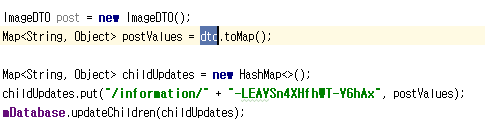 ImageDTO post = new ImageDTO();
Map<String, Object> postValues = dto.toMap();
Map<String, Object> childUpdates = new HashMap<>();
childUpdates.put("/information/" + "-LEAYSn4XHfhWT-Y6hAx", postValues);
mDatabase.updateChildren(childUpdates);